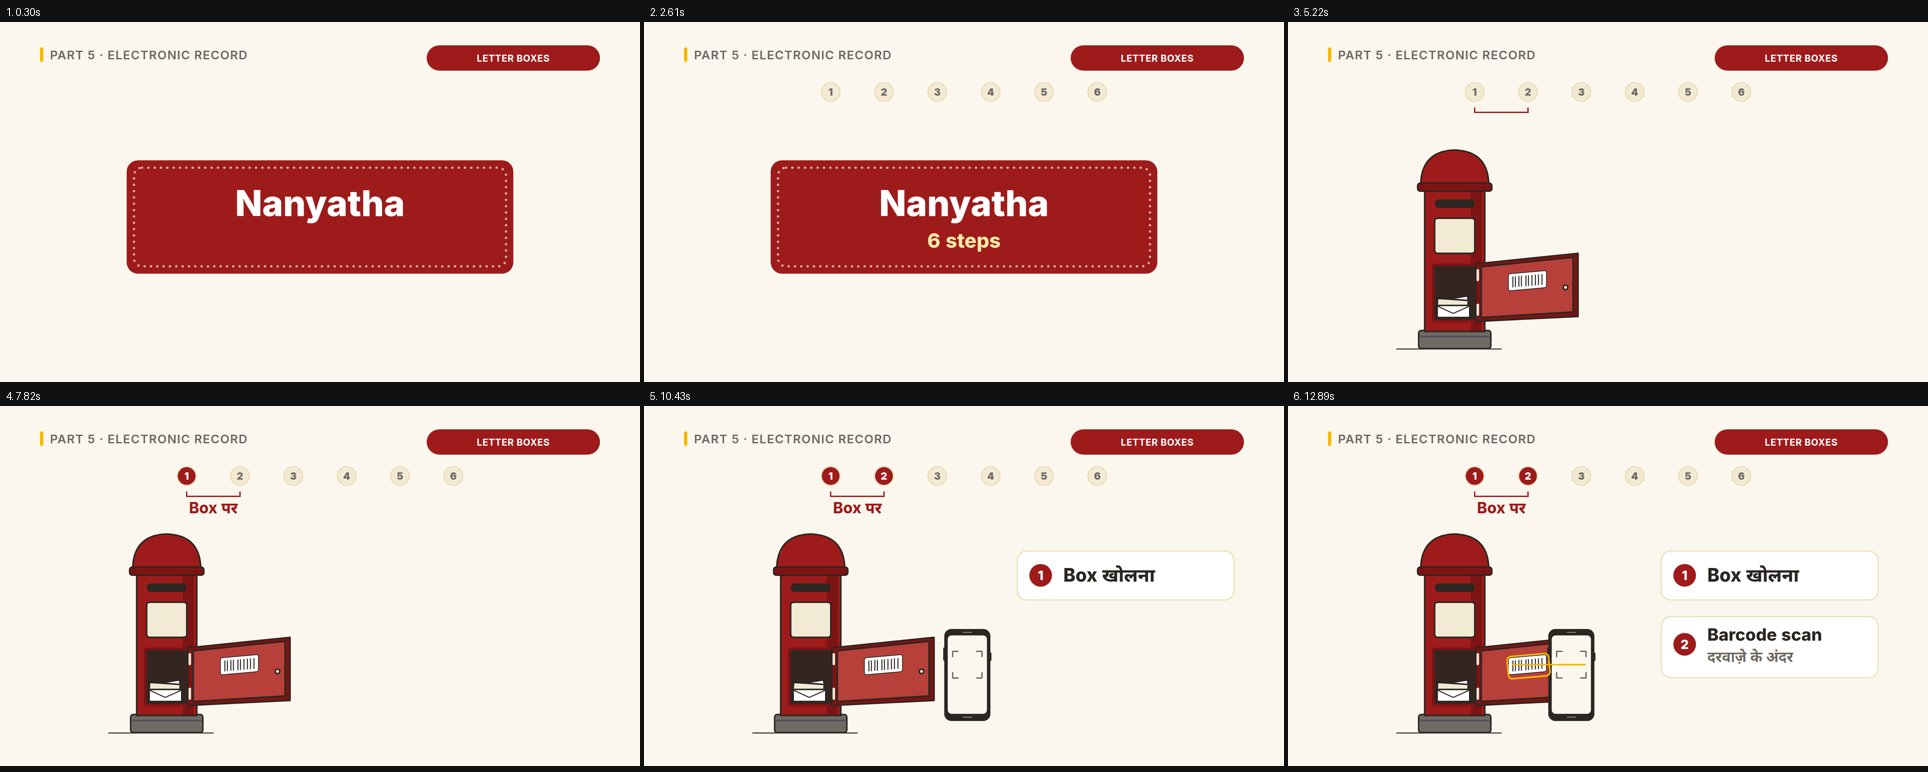 1. 0.30s
PART 5 · ELECTRONIC RECORD
LETTER BOXES
Nanyatha
2. 2.61s
PART 5 · ELECTRONIC RECORD
LETTER BOXES
1 2 3 4 5 6
Nanyatha
6 steps
3. 5.22s
PART 5 · ELECTRONIC RECORD
LETTER BOXES
1 2 3 4 5 6
4. 7.82s
PART 5 · ELECTRONIC RECORD
LETTER BOXES
1 2 3 4 5 6
Box पर
5. 10.43s
PART 5 · ELECTRONIC RECORD
LETTER BOXES
1 2 3 4 5 6
Box पर
1 Box खोलना
6. 12.89s
PART 5 · ELECTRONIC RECORD
LETTER BOXES
1 2 3 4 5 6
Box पर
1 Box खोलना
2 Barcode scan
दरवाज़े के अंदर